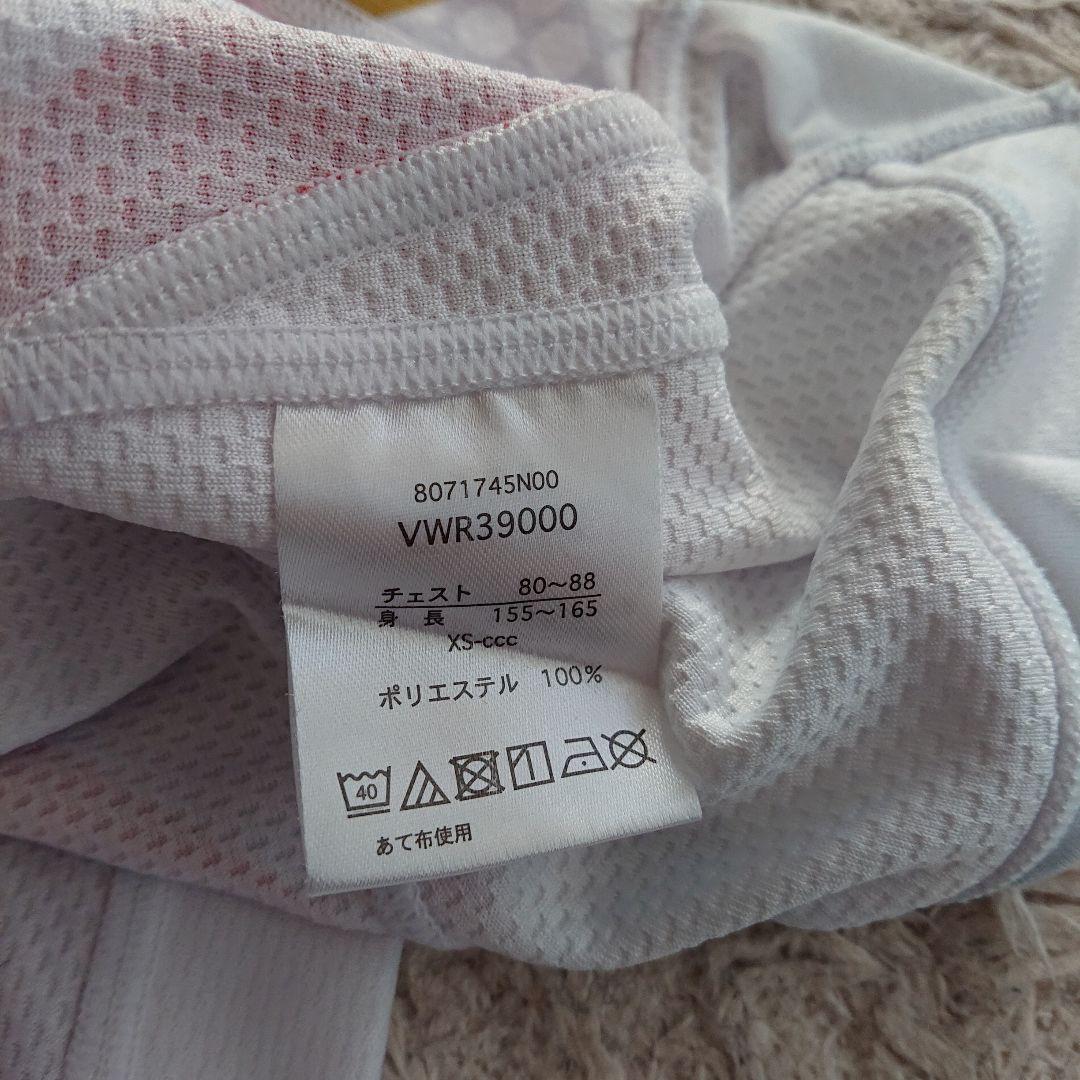 8071745N00
VWR39000
チェスト 80〜88
身長 155〜165
XS-ccc
ポリエステル 100%
40
あて布使用